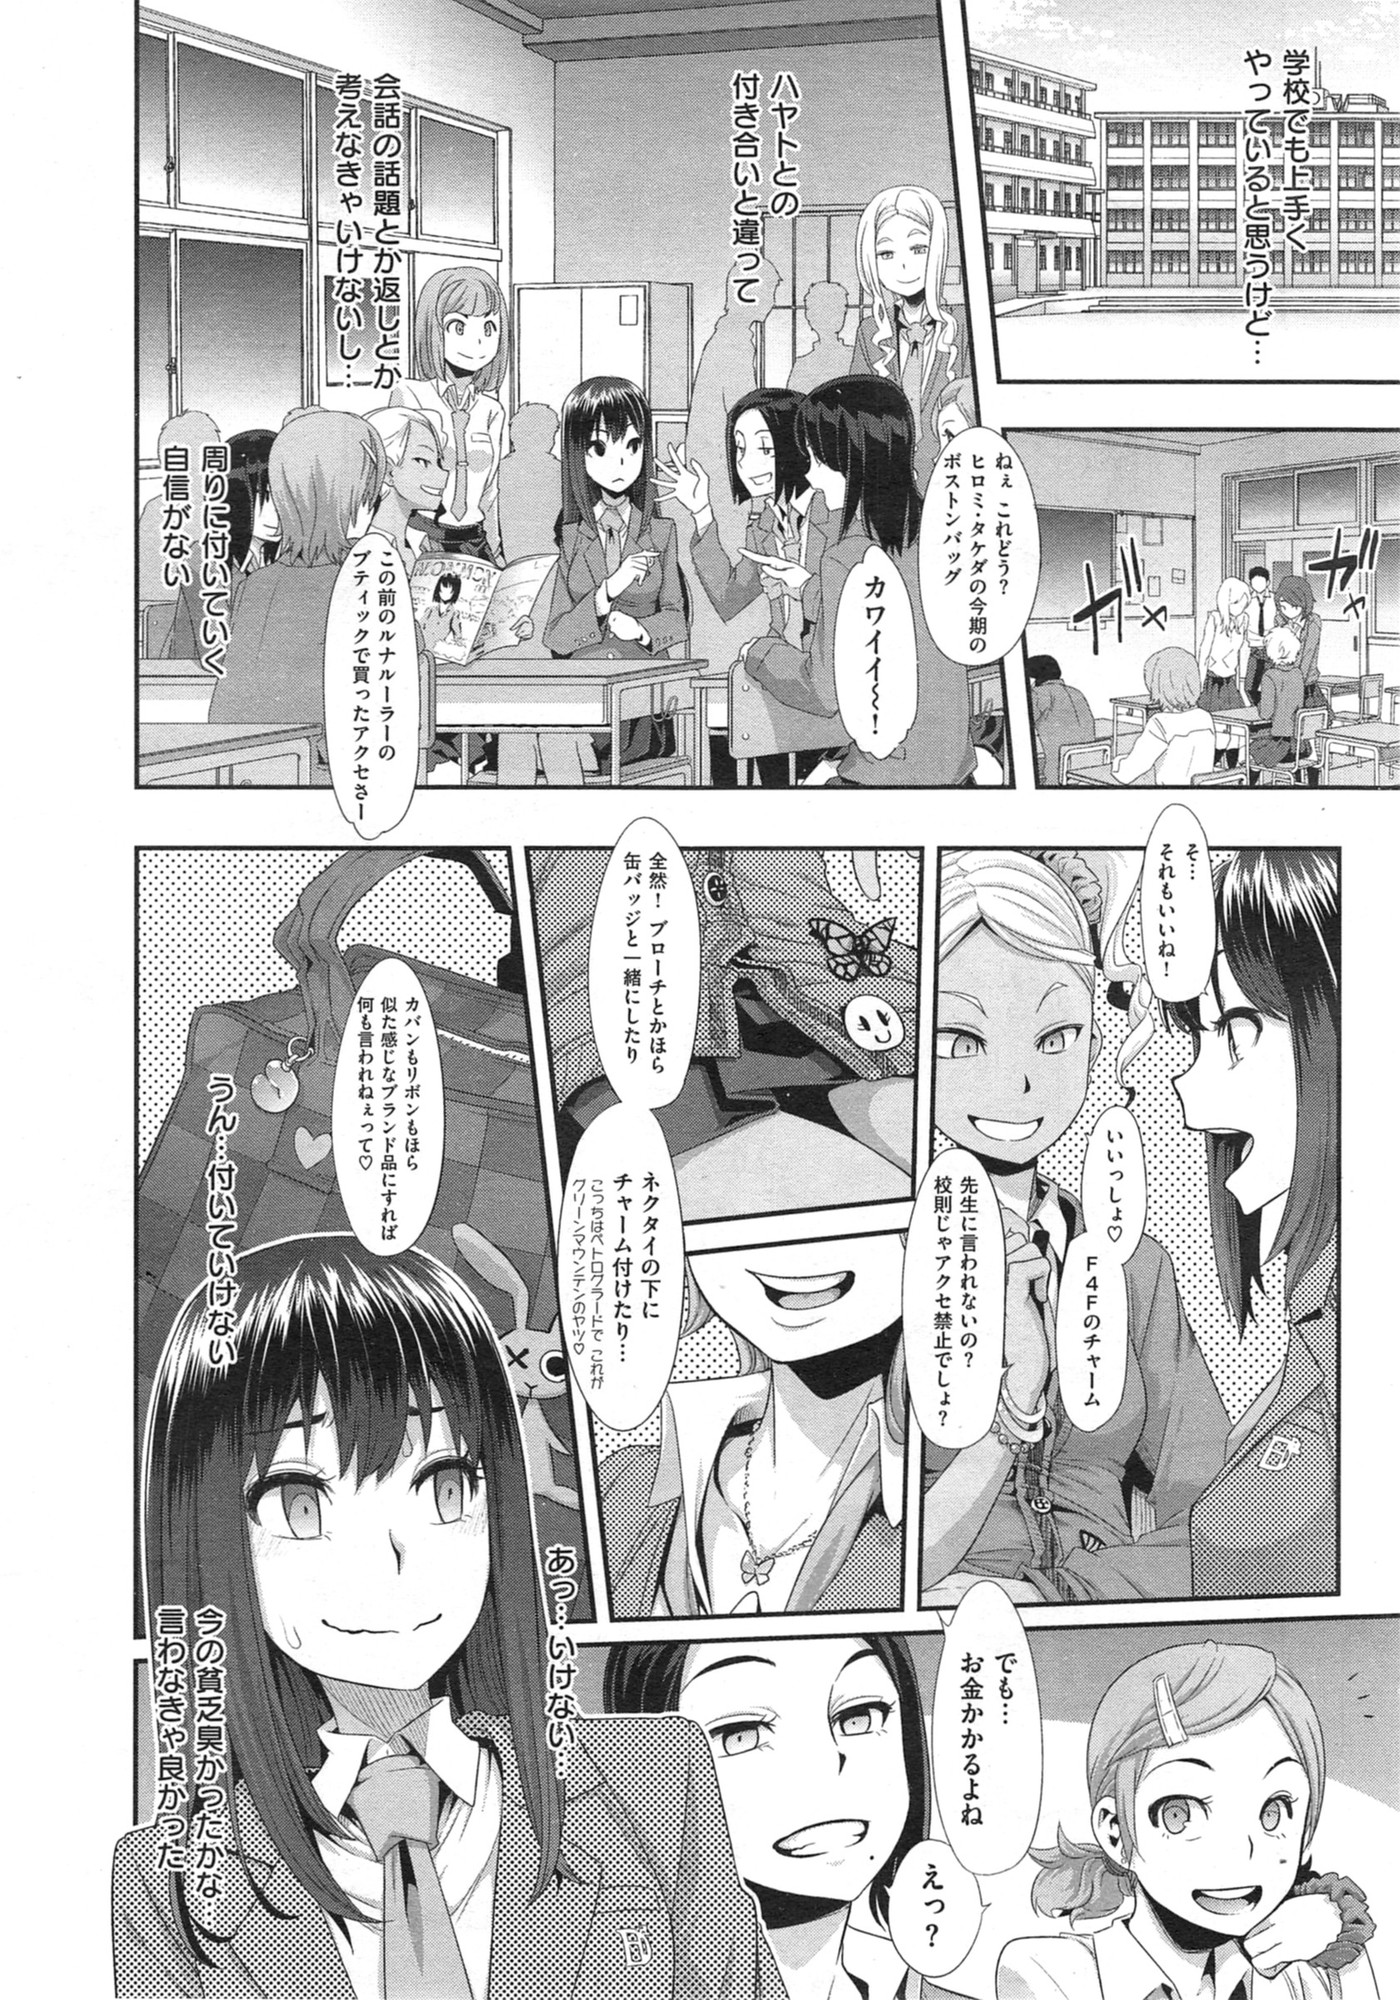 学校でも上手く
やっていると思うけど…
ガヤ
ガヤ
ハヤトとの
付き合いと違って
会話の話題とか返しとか
考えなきゃいけないし…
ねぇ これどう?
ヒロミ・タケダの今期の
ボストンバッグ
カワイイ〜!
この前のルナルーラーの
ブティックで買ったアクセさー
周りに付いていく
自信がない
そ…
それもいいね!
いいっしょ♡
F4Fのチャーム
先生に言われないの?
校則じゃアクセ禁止でしょ?
全然! ブローチとかほら
缶バッジと一緒にしたり
ネクタイの下に
チャーム付けたり…
こっちはペトログラードで これが
グリーンマウンテンのヤツ♡
カバンもリボンもほら
似た感じなブランド品にすれば
何も言われねぇって♡
うん…付いていけない
でも…
お金かかるよね
えっ?
あっ…いけない…
今の貧乏臭かったかな…
言わなきゃ良かった